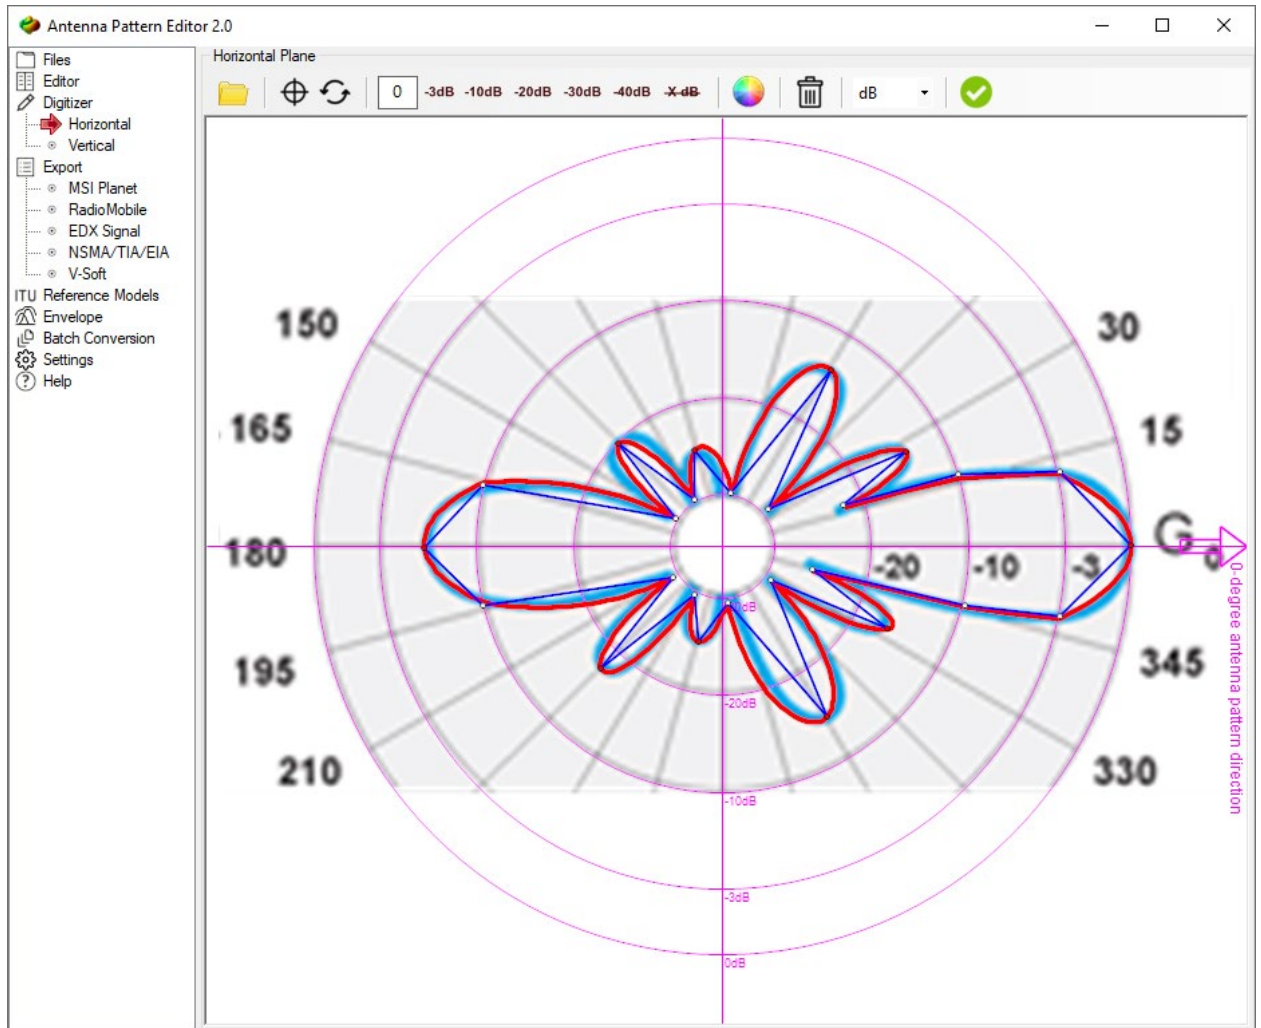 Antenna Pattern Editor 2.0
Files
Editor
Digitizer
Horizontal
Vertical
Export
MSI Planet
RadioMobile
EDX Signal
NSMA/TIA/EIA
V-Soft
ITU Reference Models
Envelope
Batch Conversion
Settings
Help
Horizontal Plane
0 -3dB -10dB -20dB -30dB -40dB X dB dB
150 30
165 15
G
180 -20 -10 -3 0
0-degree antenna pattern direction
195 345
-20dB
210 330
-10dB
-3dB
0dB